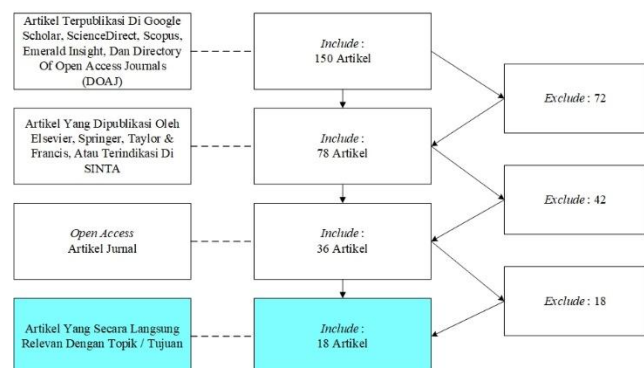 Artikel Terpublikasi Di Google
Scholar, ScienceDirect, Scopus,
Emerald Insight, Dan Directory
Of Open Access Journals
(DOAJ)
Include :
150 Artikel
Exclude : 72
Artikel Yang Dipublikasi Oleh
Elsevier, Springer, Taylor &
Francis, Atau Terindikasi Di
SINTA
Include :
78 Artikel
Exclude : 42
Open Access
Artikel Jurnal
Include :
36 Artikel
Exclude : 18
Artikel Yang Secara Langsung
Relevan Dengan Topik / Tujuan
Include :
18 Artikel